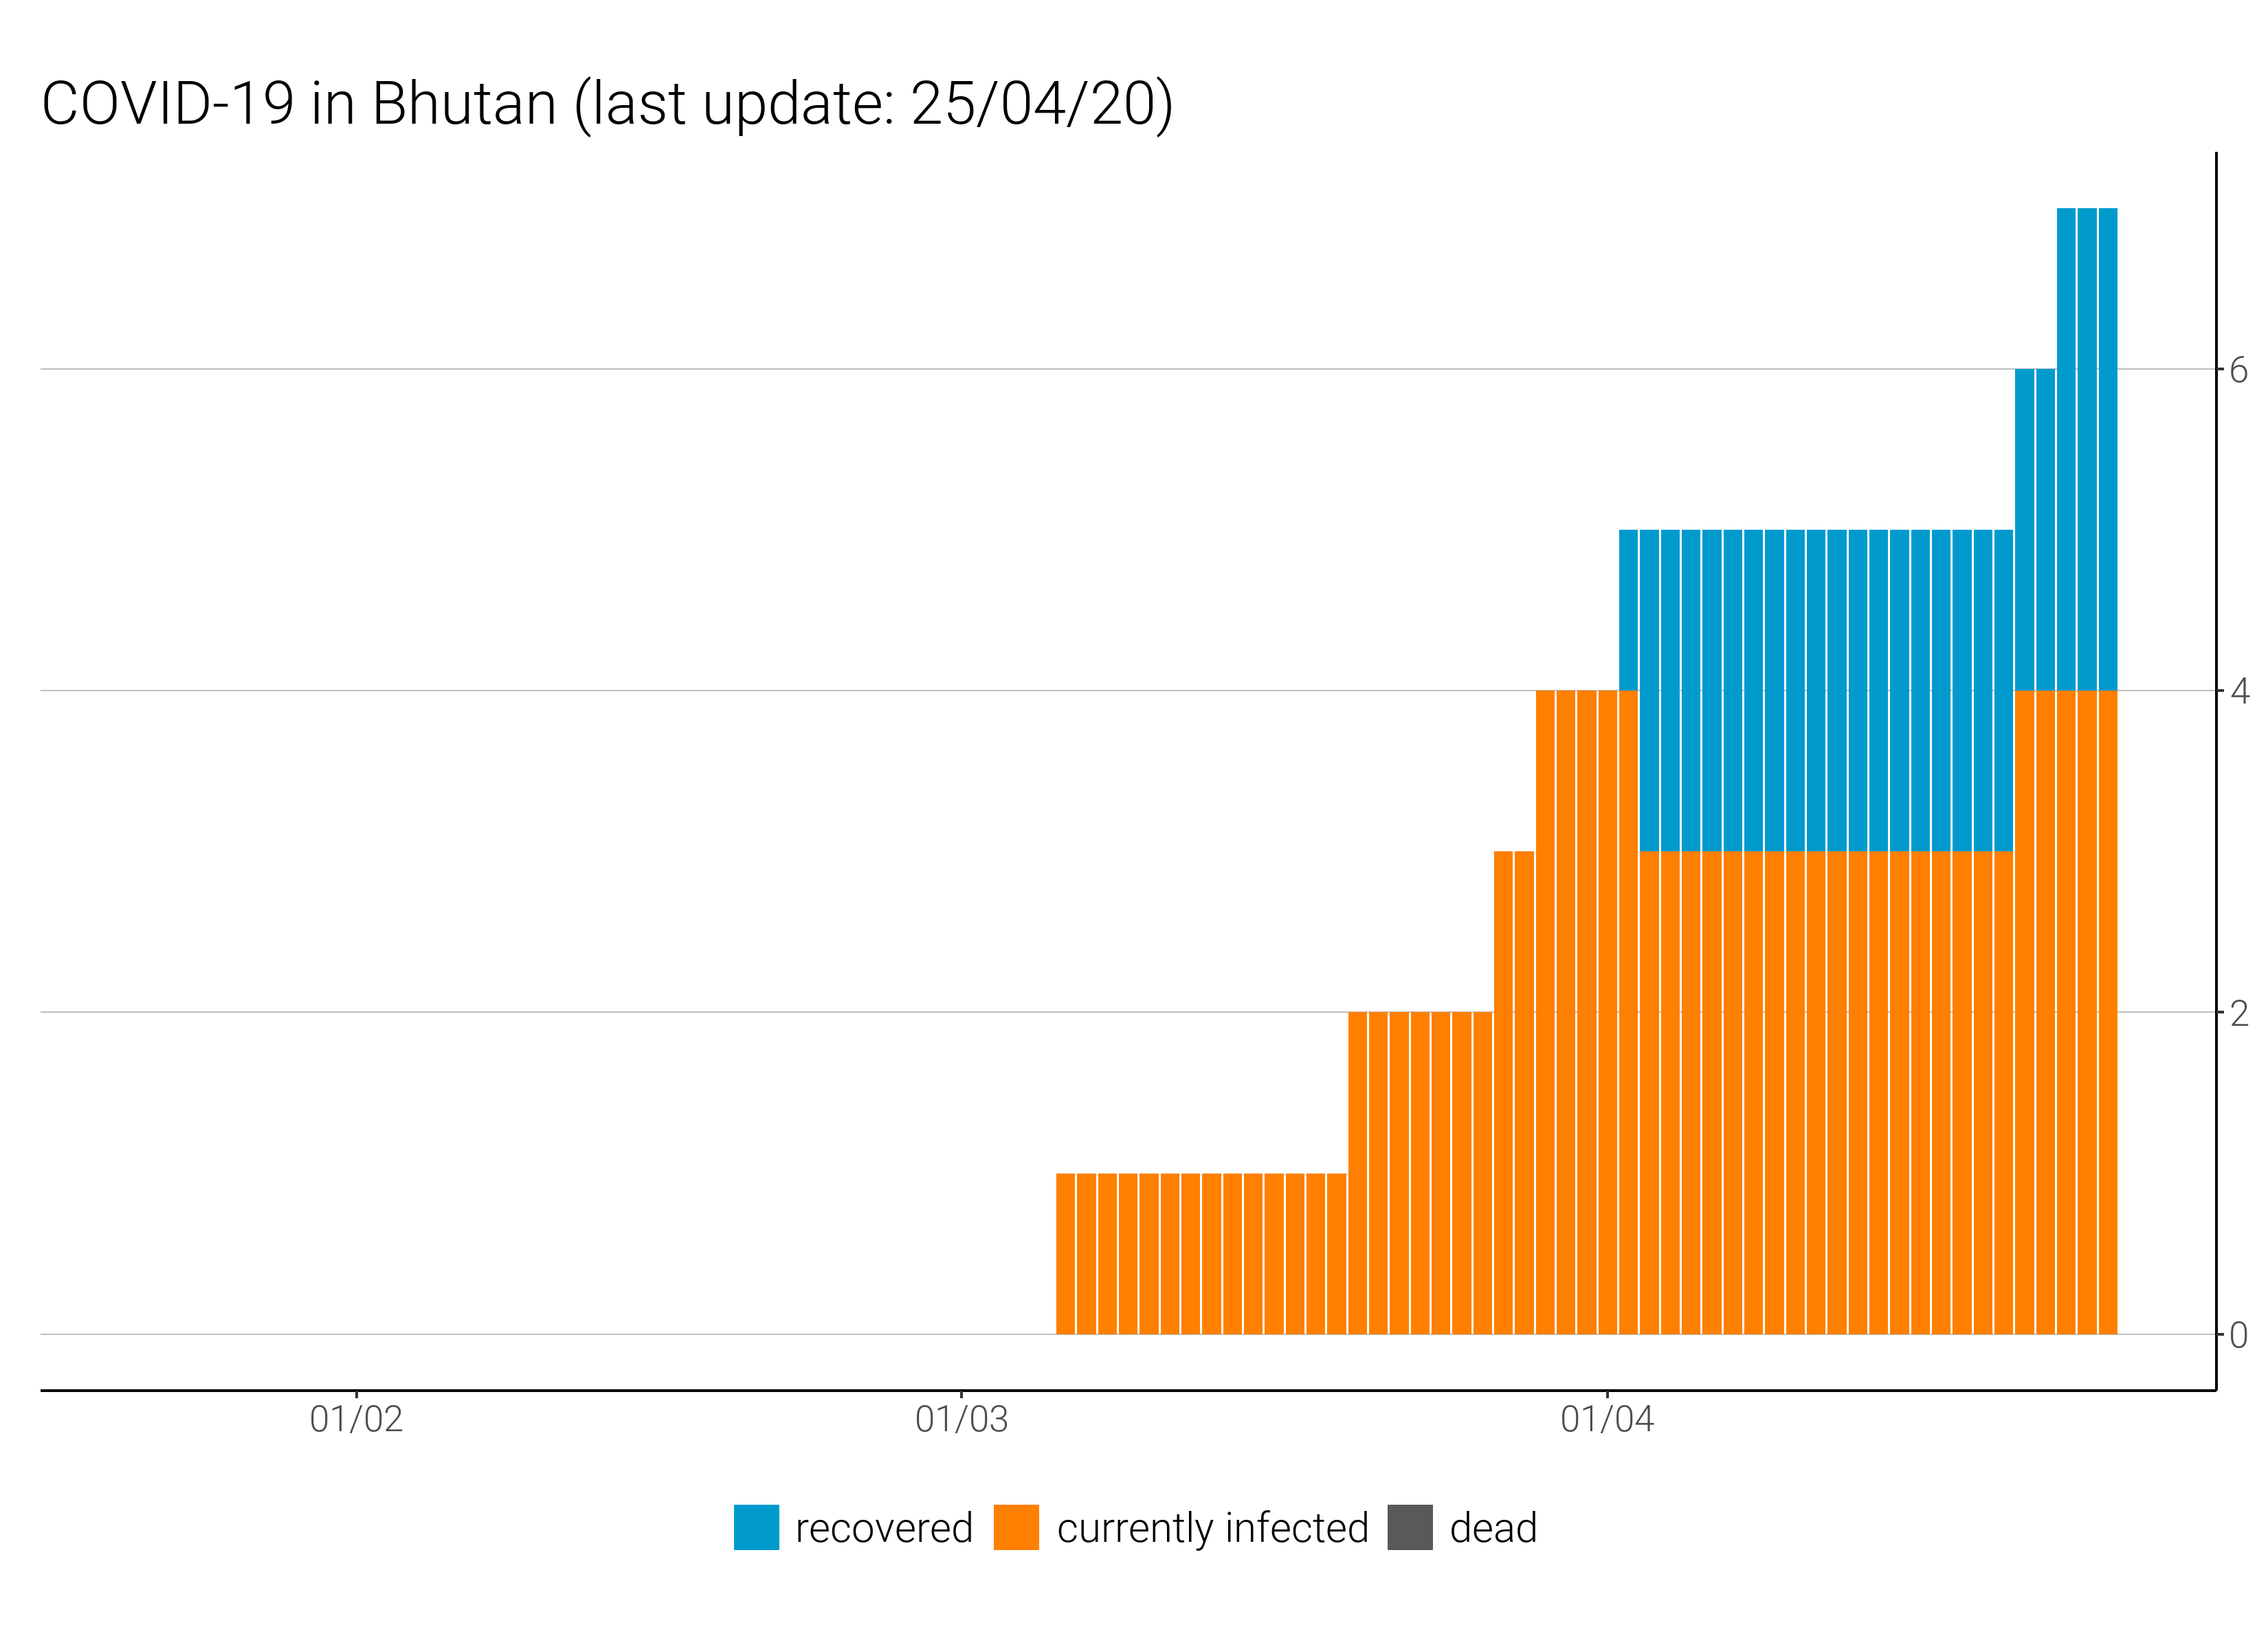 COVID-19 in Bhutan (last update: 25/04/20)
6
4
2
0
01/02 01/03 01/04
recovered currently infected dead